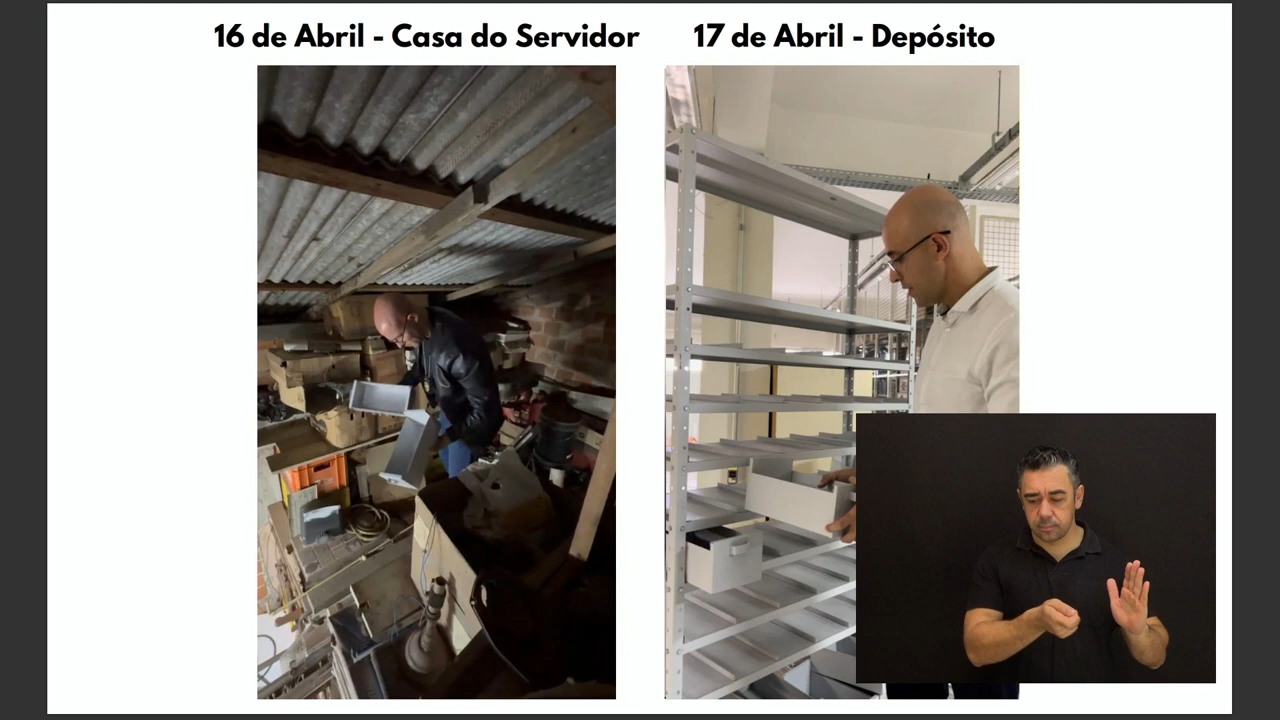 16 de Abril - Casa do Servidor
17 de Abril - Depósito